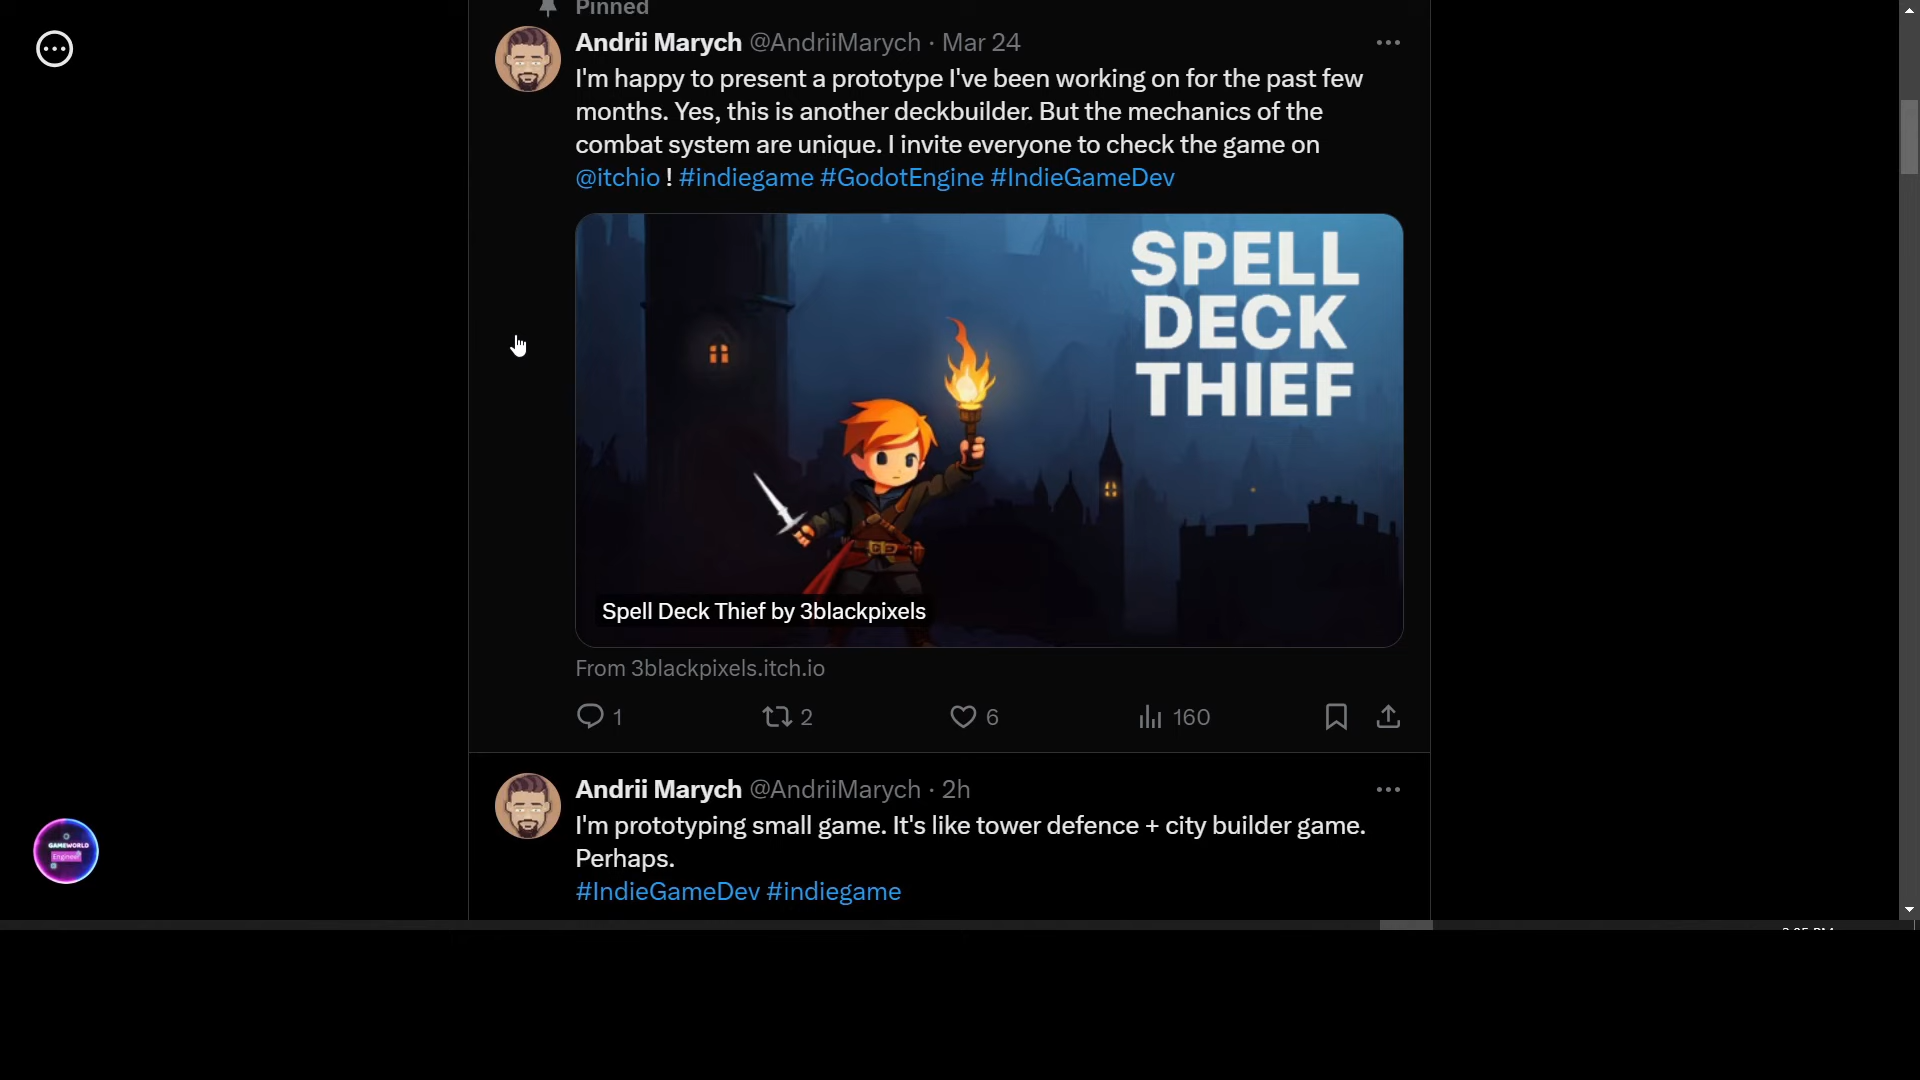 Pinned
Andrii Marych @AndriiMarych · Mar 24
I'm happy to present a prototype I've been working on for the past few
months. Yes, this is another deckbuilder. But the mechanics of the
combat system are unique. I invite everyone to check the game on
@itchio ! #indiegame #GodotEngine #IndieGameDev
SPELL
DECK
THIEF
Spell Deck Thief by 3blackpixels
From 3blackpixels.itch.io
1 2 6 160
Andrii Marych @AndriiMarych · 2h
I'm prototyping small game. It's like tower defence + city builder game.
Perhaps.
#IndieGameDev #indiegame
GAMEWORLD
Engineer